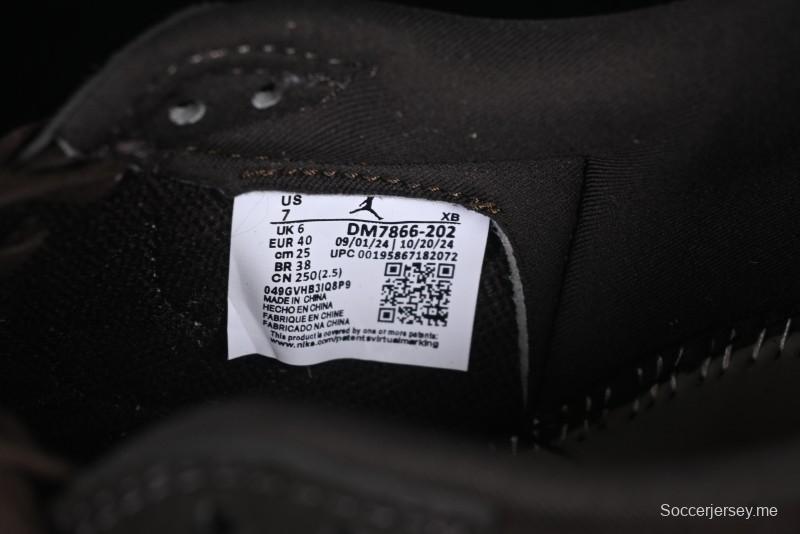 US
7 XB
UK 6 DM7866-202
EUR 40 09/01/24 | 10/20/24
cm 25 UPC 00195867182072
BR 38
CN 250(2.5)
049GVHB3IQ8P9
MADE IN CHINA
HECHO EN CHINA
FABRIQUE EN CHINE
FABRICADO NA CHINA
This product is covered by one or more patents:
www.nike.com/patentsvirtualmarking
Soccerjersey.me